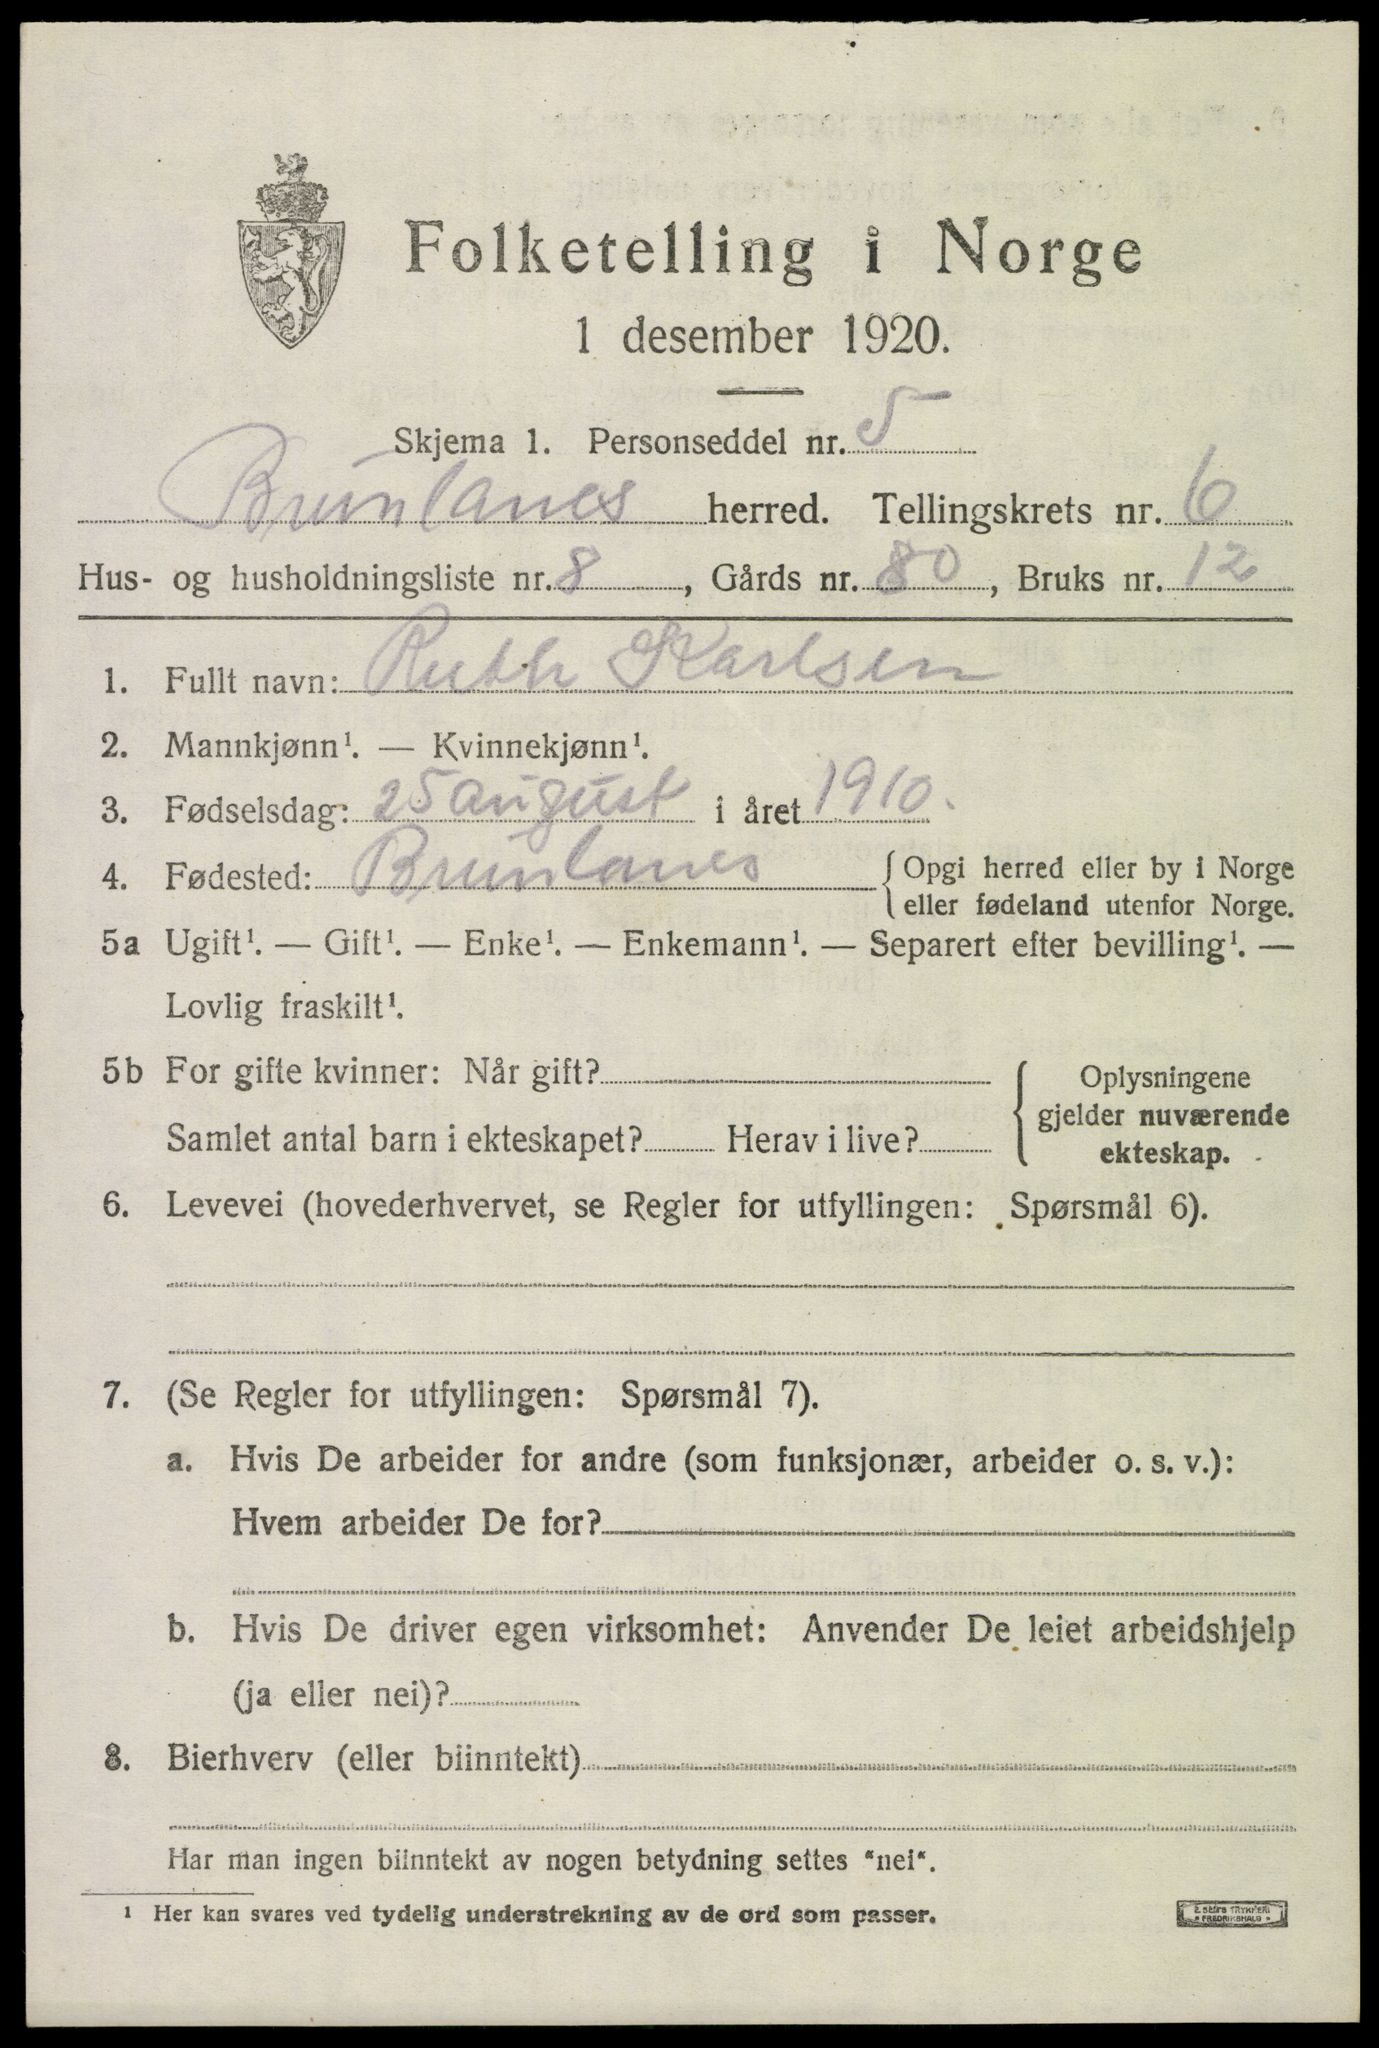 Folketelling i Norge
1 desember 1920.
Skjema 1. Personseddel nr. 5
Brunlanes herred. Tellingskrets nr. 6
Hus- og husholdningsliste nr. 8, Gårds nr. 80, Bruks nr. 12
1. Fullt navn: Ruth Karlsen
2. Mannkjønn¹. — Kvinnekjønn¹.
3. Fødselsdag: 25 august i året 1910.
4. Fødested: Brunlanes { Opgi herred eller by i Norge
eller fødeland utenfor Norge.
5a Ugift¹. — Gift¹. — Enke¹. — Enkemann¹. — Separert efter bevilling¹. —
Lovlig fraskilt¹.
5b For gifte kvinner: Når gift? { Oplysningene
gjelder nuværende
Samlet antal barn i ekteskapet? Herav i live?
ekteskap.
6. Levevei (hovederhvervet, se Regler for utfyllingen: Spørsmål 6).
7. (Se Regler for utfyllingen: Spørsmål 7).
a. Hvis De arbeider for andre (som funksjonær, arbeider o. s. v.):
Hvem arbeider De for?
b. Hvis De driver egen virksomhet: Anvender De leiet arbeidshjelp
(ja eller nei)?
8. Bierhverv (eller biinntekt)
Har man ingen biinntekt av nogen betydning settes "nei".
¹ Her kan svares ved tydelig understrekning av de ord som passer.
E. SEMS TRYKKERI
* FREDRIKSHALD *